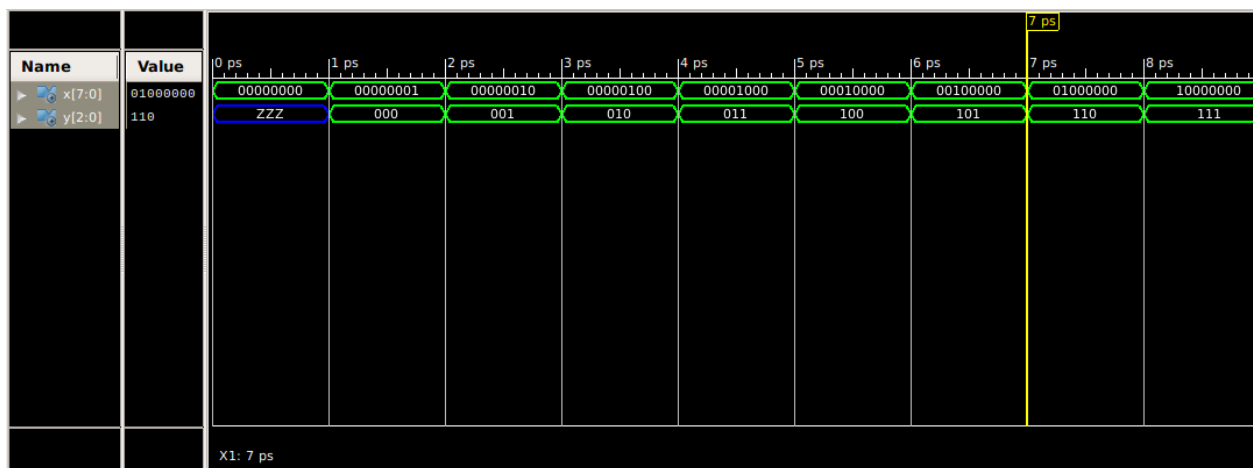 7 ps
Name Value 0 ps 1 ps 2 ps 3 ps 4 ps 5 ps 6 ps 7 ps 8 ps
x[7:0] 01000000 00000000 00000001 00000010 00000100 00001000 00010000 00100000 01000000 10000000
y[2:0] 110 ZZZ 000 001 010 011 100 101 110 111
X1: 7 ps